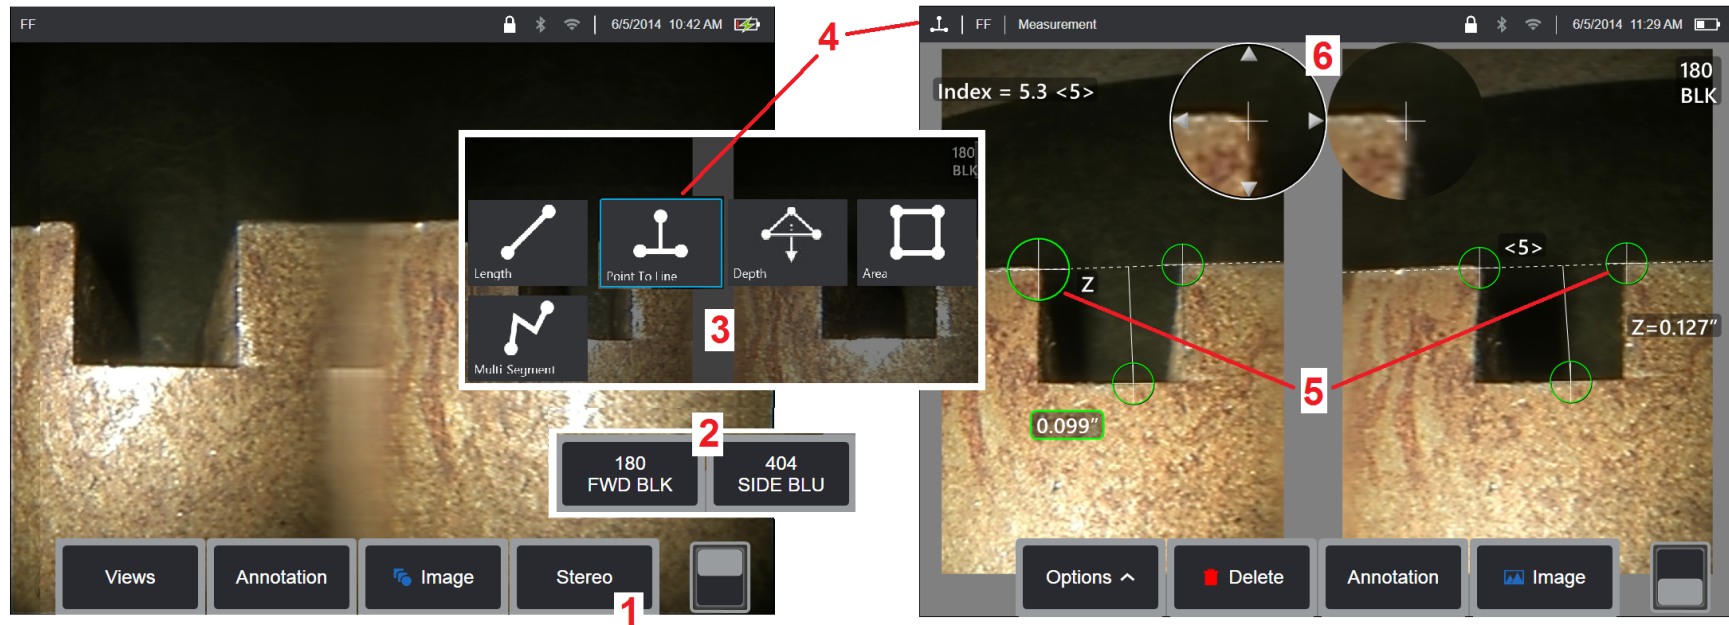 FF
6/5/2014 10:42 AM
4
FF
Measurement
6/5/2014 11:29 AM
6
180
BLK
Index = 5.3 <5>
180
BLK
Length
Point To Line
Depth
Area
Multi Segment
3
<5>
Z
Z=0.127"
5
0.099"
2
180
FWD BLK
404
SIDE BLU
Views
Annotation
Image
Stereo
1
Options
Delete
Annotation
Image